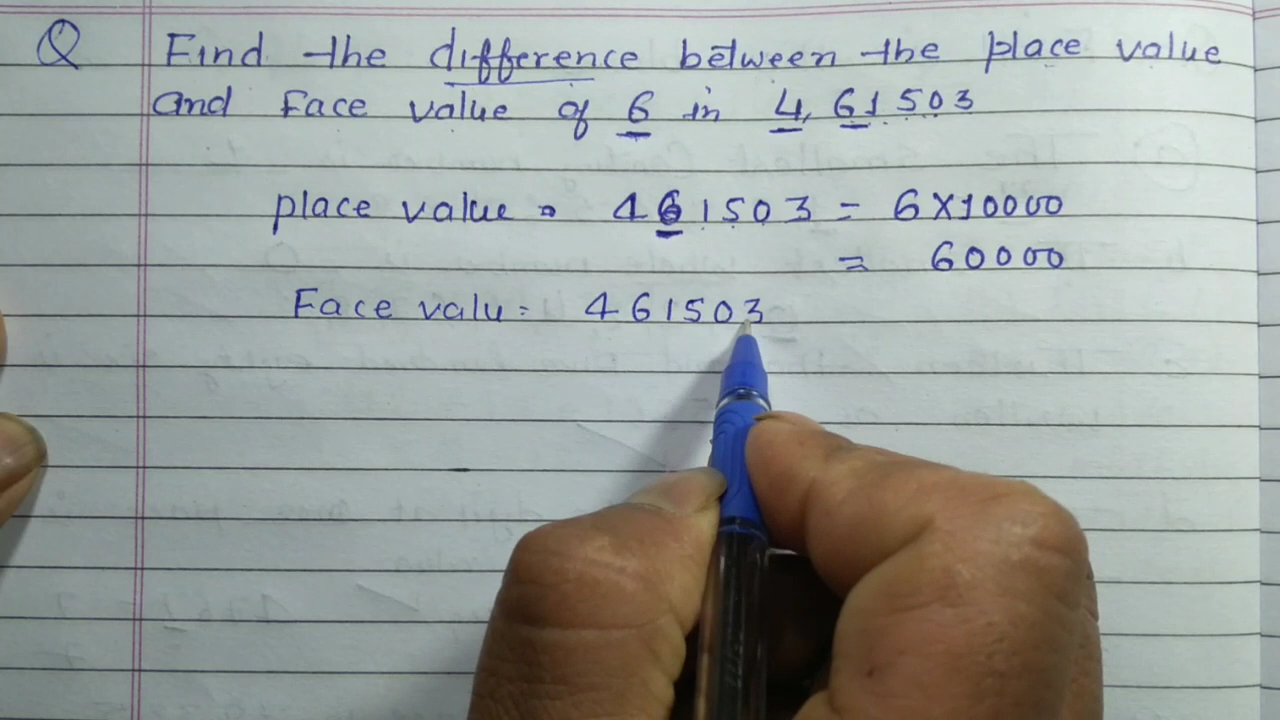 Q Find the difference between the place value
and Face value of 6 in 4,61503
place value = 461503 = 6X10000
= 60000
Face valu = 461503